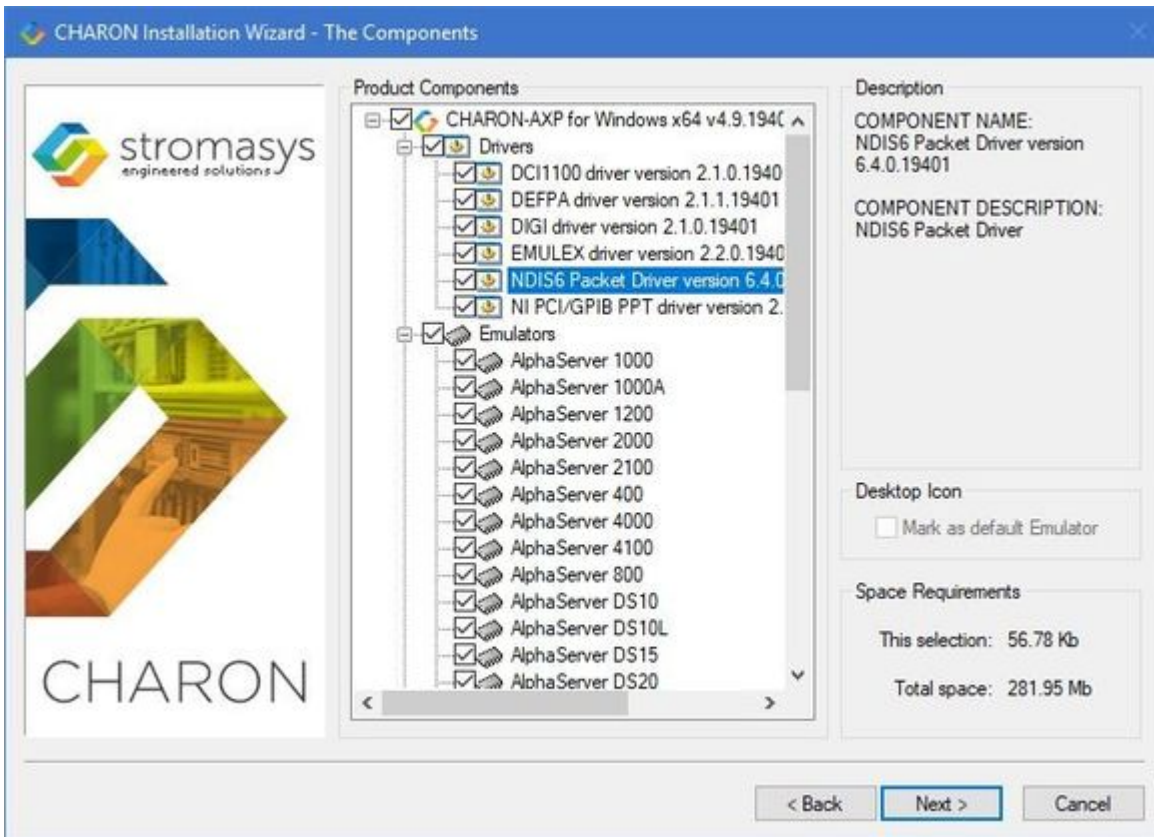 CHARON Installation Wizard - The Components
stromasys
engineered solutions
CHARON
Product Components
CHARON-AXP for Windows x64 v4.9.1940
Drivers
DCI1100 driver version 2.1.0.1940
DEFPA driver version 2.1.1.19401
DIGI driver version 2.1.0.19401
EMULEX driver version 2.2.0.1940
NDIS6 Packet Driver version 6.4.0
NI PCI/GPIB PPT driver version 2.
Emulators
AlphaServer 1000
AlphaServer 1000A
AlphaServer 1200
AlphaServer 2000
AlphaServer 2100
AlphaServer 400
AlphaServer 4000
AlphaServer 4100
AlphaServer 800
AlphaServer DS10
AlphaServer DS10L
AlphaServer DS15
AlphaServer DS20
Description
COMPONENT NAME:
NDIS6 Packet Driver version
6.4.0.19401
COMPONENT DESCRIPTION:
NDIS6 Packet Driver
Desktop Icon
Mark as default Emulator
Space Requirements
This selection: 56.78 Kb
Total space: 281.95 Mb
< Back Next > Cancel